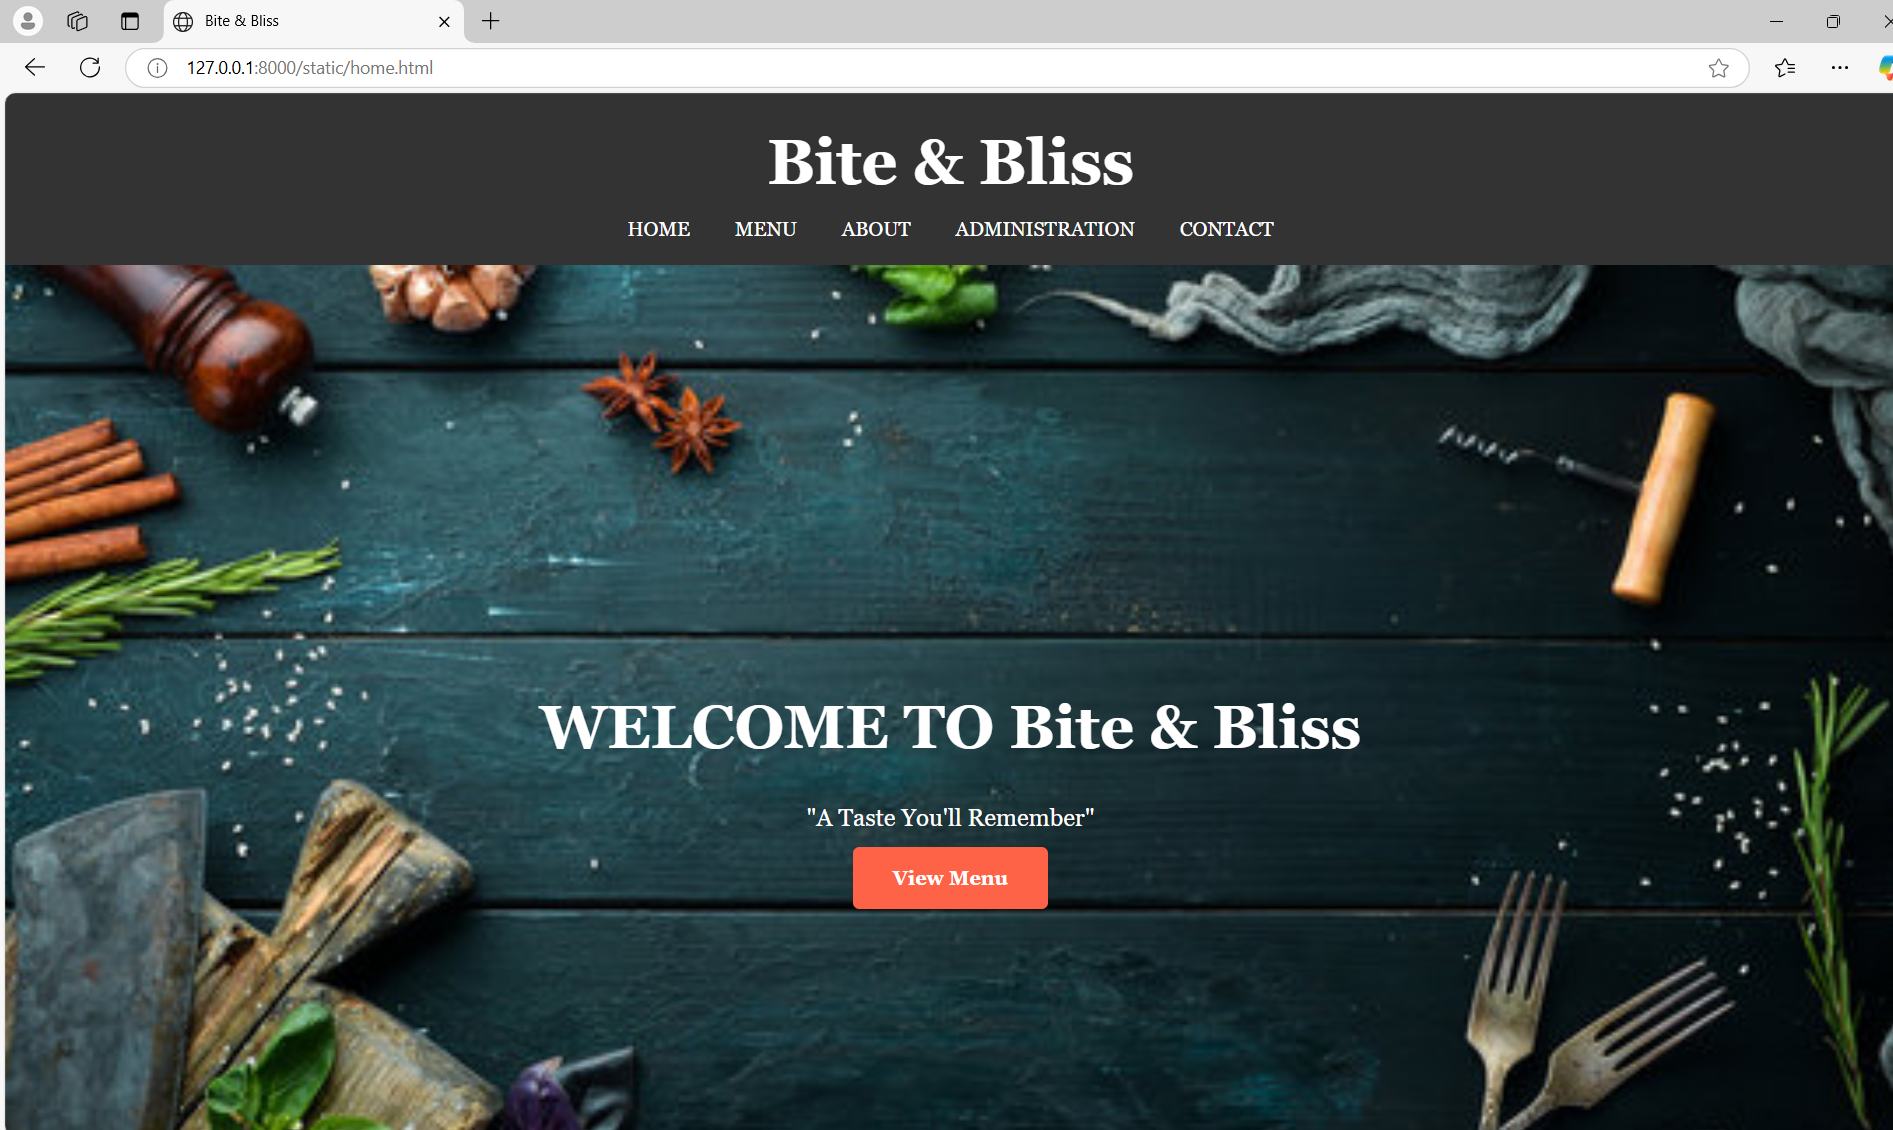 Bite & Bliss
127.0.0.1:8000/static/home.html
Bite & Bliss
HOME MENU ABOUT ADMINISTRATION CONTACT
WELCOME TO Bite & Bliss
"A Taste You'll Remember"
View Menu